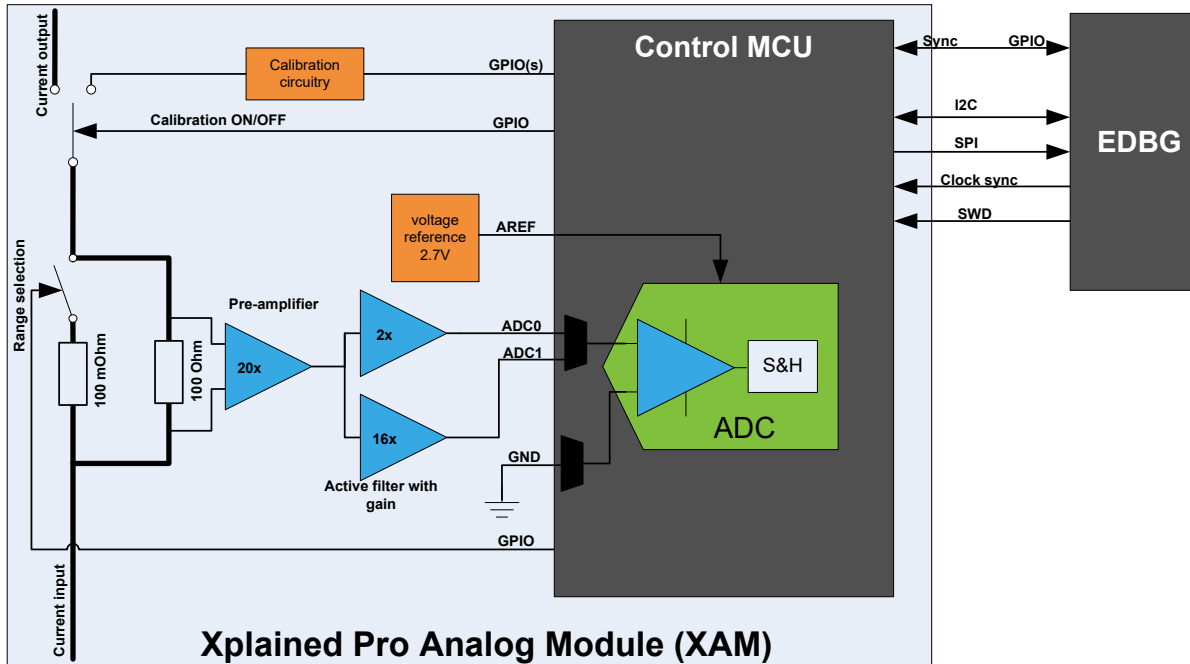 Current output
Calibration
circuitry
GPIO(s)
Control MCU
Sync
GPIO
Calibration ON/OFF
GPIO
I2C
SPI
EDBG
Clock sync
SWD
voltage
reference
2.7V
AREF
Range selection
Pre-amplifier
2x
ADC0
ADC1
100 mOhm
100 Ohm
20x
S&H
ADC
16x
GND
Active filter with
gain
GPIO
Current input
Xplained Pro Analog Module (XAM)